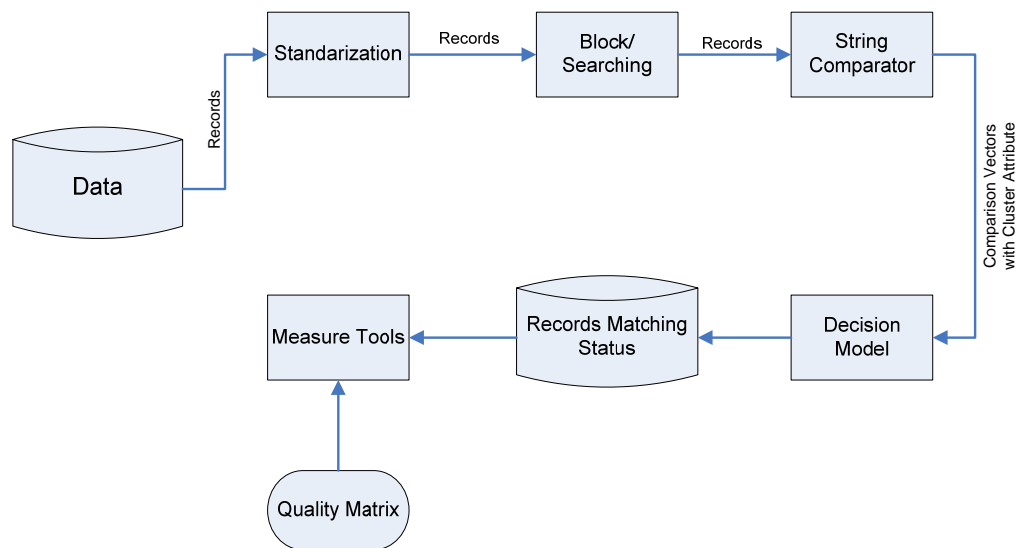 Standarization
Records
Block/
Searching
Records
String
Comparator
Records
Data
Comparison Vectors
with Cluster Attribute
Measure Tools
Records Matching
Status
Decision
Model
Quality Matrix